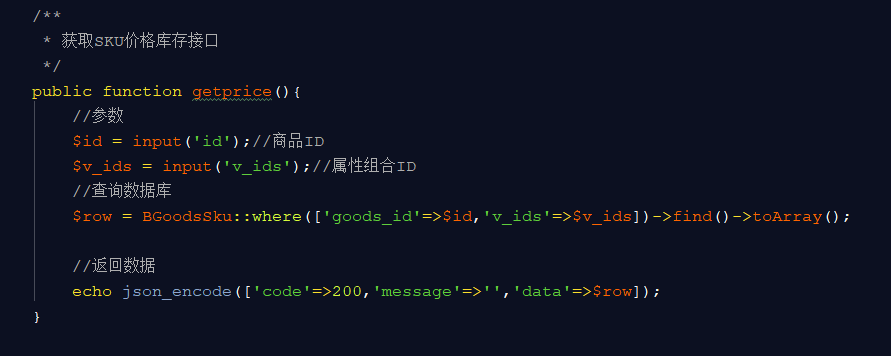 /**
 * 获取SKU价格库存接口
 */
public function getprice(){
    //参数
    $id = input('id');//商品ID
    $v_ids = input('v_ids');//属性组合ID
    //查询数据库
    $row = BGoodsSku::where(['goods_id'=>$id,'v_ids'=>$v_ids])->find()->toArray();

    //返回数据
    echo json_encode(['code'=>200,'message'=>'','data'=>$row]);
}